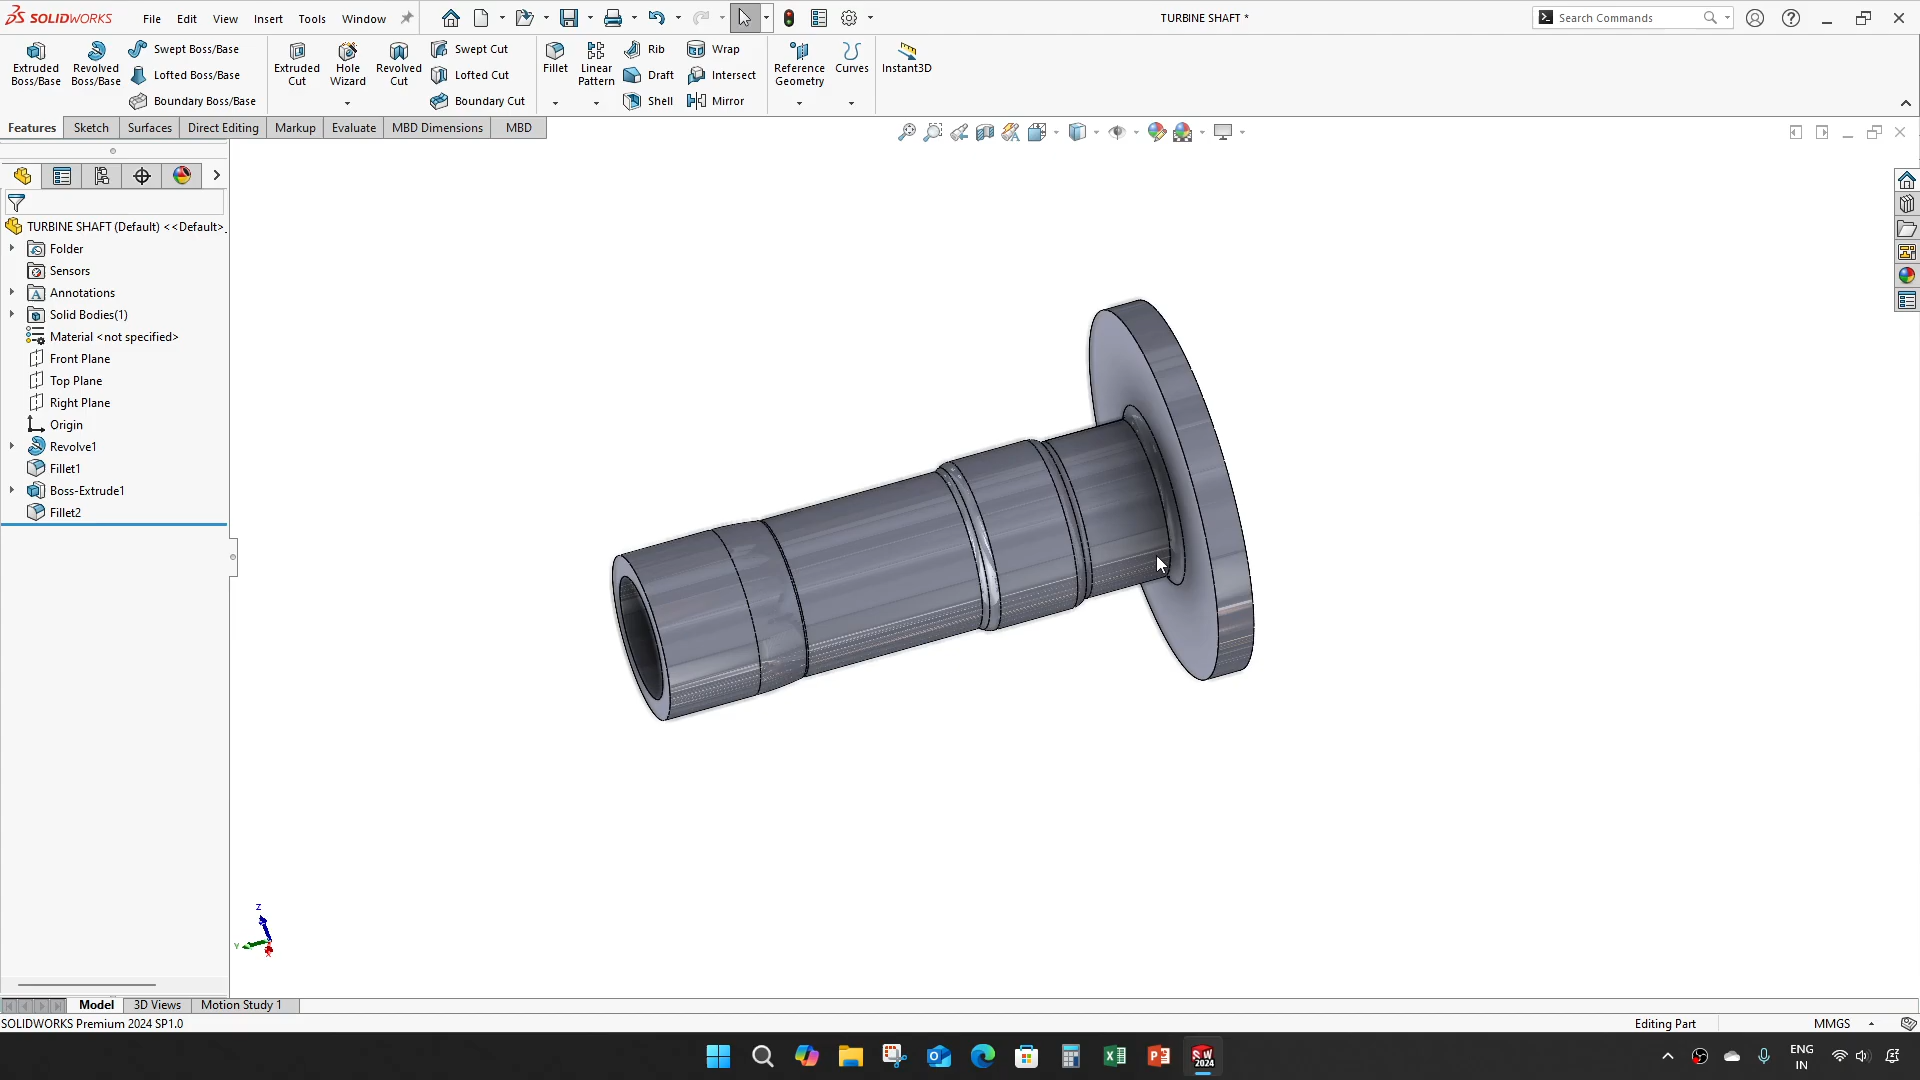 SOLIDWORKS File Edit View Insert Tools Window TURBINE SHAFT * Search Commands
Extruded Boss/Base
Revolved Boss/Base
Swept Boss/Base
Lofted Boss/Base
Boundary Boss/Base
Extruded Cut
Hole Wizard
Revolved Cut
Swept Cut
Lofted Cut
Boundary Cut
Fillet
Linear Pattern
Rib
Draft
Shell
Wrap
Intersect
Mirror
Reference Geometry
Curves
Instant3D
Features Sketch Surfaces Direct Editing Markup Evaluate MBD Dimensions MBD
TURBINE SHAFT (Default) <<Default>_
Folder
Sensors
Annotations
Solid Bodies(1)
Material <not specified>
Front Plane
Top Plane
Right Plane
Origin
Revolve1
Fillet1
Boss-Extrude1
Fillet2
Z
Y
X
Model 3D Views Motion Study 1
SOLIDWORKS Premium 2024 SP1.0 Editing Part MMGS
SW
2024
ENG
IN